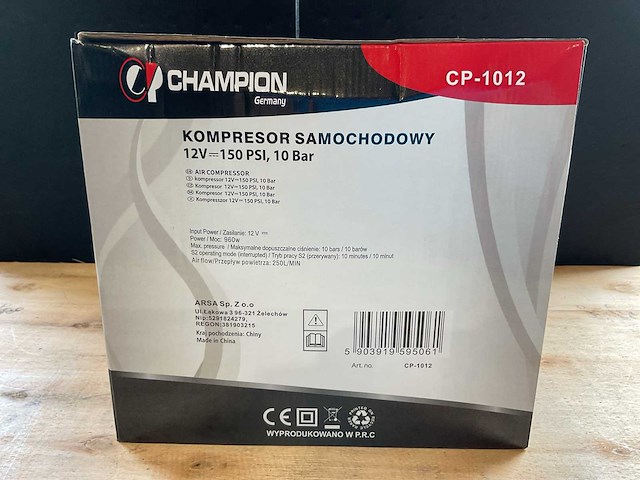 CHAMPION
Germany
CP-1012
KOMPRESOR SAMOCHODOWY
12V⎓150 PSI, 10 Bar
AIR COMPRESSOR
kompresor 12V⎓150 PSI, 10 Bar
Kompresor 12V⎓150 PSI, 10 Bar
Kompresor 12V⎓150 PSI, 10 Bar
Kompresszor 12V⎓150 PSI, 10 Bar
Input Power / Zasilanie: 12 V ⎓
Power / Moc: 960w
Max. pressure / Maksymalne dopuszczalne ciśnienie: 10 bars / 10 barów
S2 operating mode (interrupted) / Tryb pracy S2 (przerywany): 10 minutes / 10 minut
Air flow/Przepływ powietrza: 250L/MIN
ARSA Sp. Z o.o
Ul.Łąkowa 3.96-321 Żelechów
Nip:5291824279,
REGON:381903215
Kraj pochodzenia: Chiny
Made in China
5 903919 595061
Art. no. CP-1012
CE
WYPRODUKOWANO W P.R.C